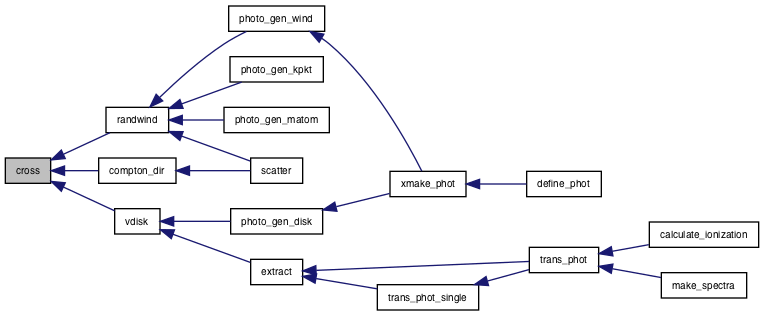 photo_gen_wind
photo_gen_kpkt
randwind
photo_gen_matom
cross
compton_dir
scatter
xmake_phot
define_phot
vdisk
photo_gen_disk
calculate_ionization
extract
trans_phot
make_spectra
trans_phot_single